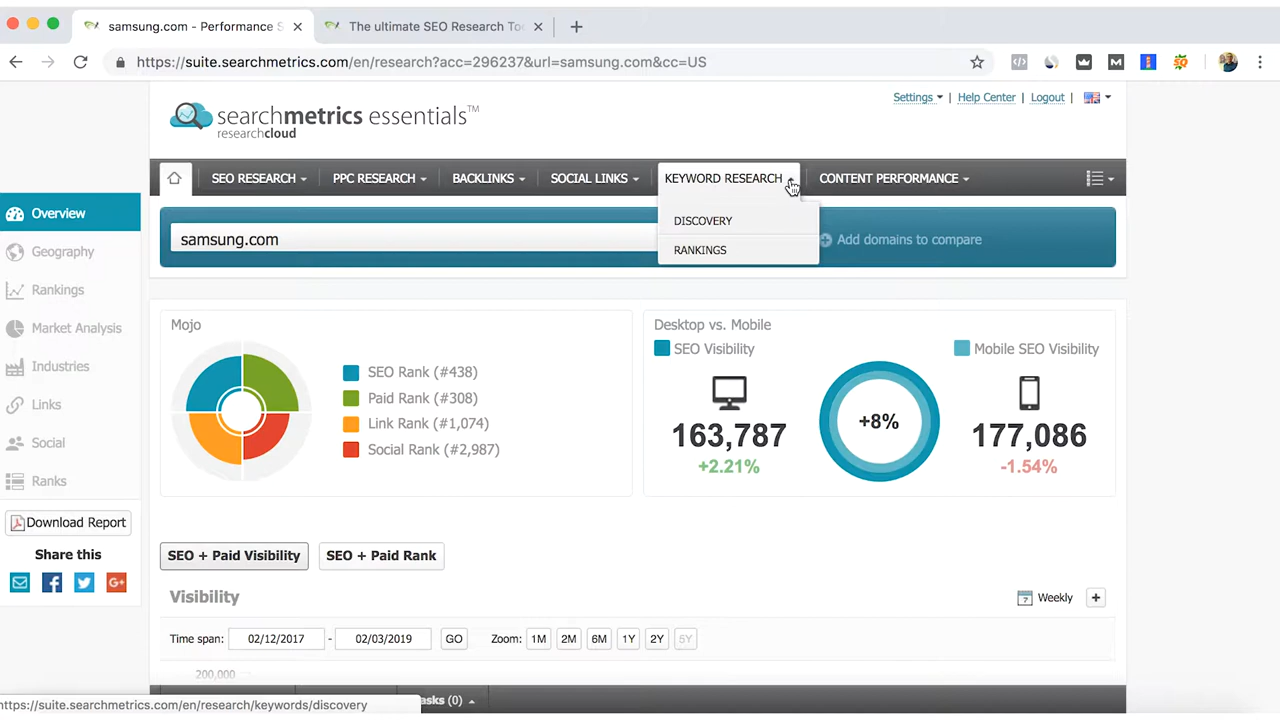 samsung.com - Performance S
The ultimate SEO Research Too
https://suite.searchmetrics.com/en/research?acc=296237&url=samsung.com&cc=US
Settings | Help Center | Logout |
searchmetrics essentials™
researchcloud
SEO RESEARCH PPC RESEARCH BACKLINKS SOCIAL LINKS KEYWORD RESEARCH CONTENT PERFORMANCE
DISCOVERY
RANKINGS
samsung.com
Add domains to compare
Overview
Geography
Rankings
Market Analysis
Industries
Links
Social
Ranks
Download Report
Share this
Mojo
SEO Rank (#438)
Paid Rank (#308)
Link Rank (#1,074)
Social Rank (#2,987)
Desktop vs. Mobile
SEO Visibility
Mobile SEO Visibility
163,787
+2.21%
+8%
177,086
-1.54%
SEO + Paid Visibility
SEO + Paid Rank
Visibility
Weekly +
Time span: 02/12/2017 - 02/03/2019 GO Zoom: 1M 2M 6M 1Y 2Y 5Y
200,000
asks (0)
https://suite.searchmetrics.com/en/research/keywords/discovery